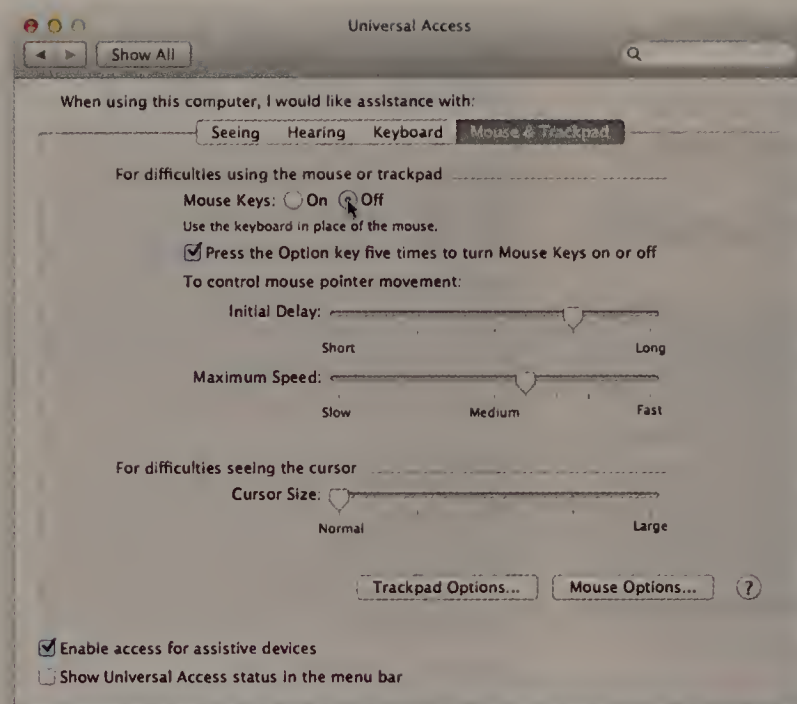 Universal Access
Show All
When using this computer, I would like assistance with:
Seeing Hearing Keyboard Mouse & Trackpad
For difficulties using the mouse or trackpad
Mouse Keys: On Off
Use the keyboard in place of the mouse.
Press the Option key five times to turn Mouse Keys on or off
To control mouse pointer movement:
Initial Delay:
Short Long
Maximum Speed:
Slow Medium Fast
For difficulties seeing the cursor
Cursor Size:
Normal Large
Trackpad Options... Mouse Options... ?
Enable access for assistive devices
Show Universal Access status in the menu bar